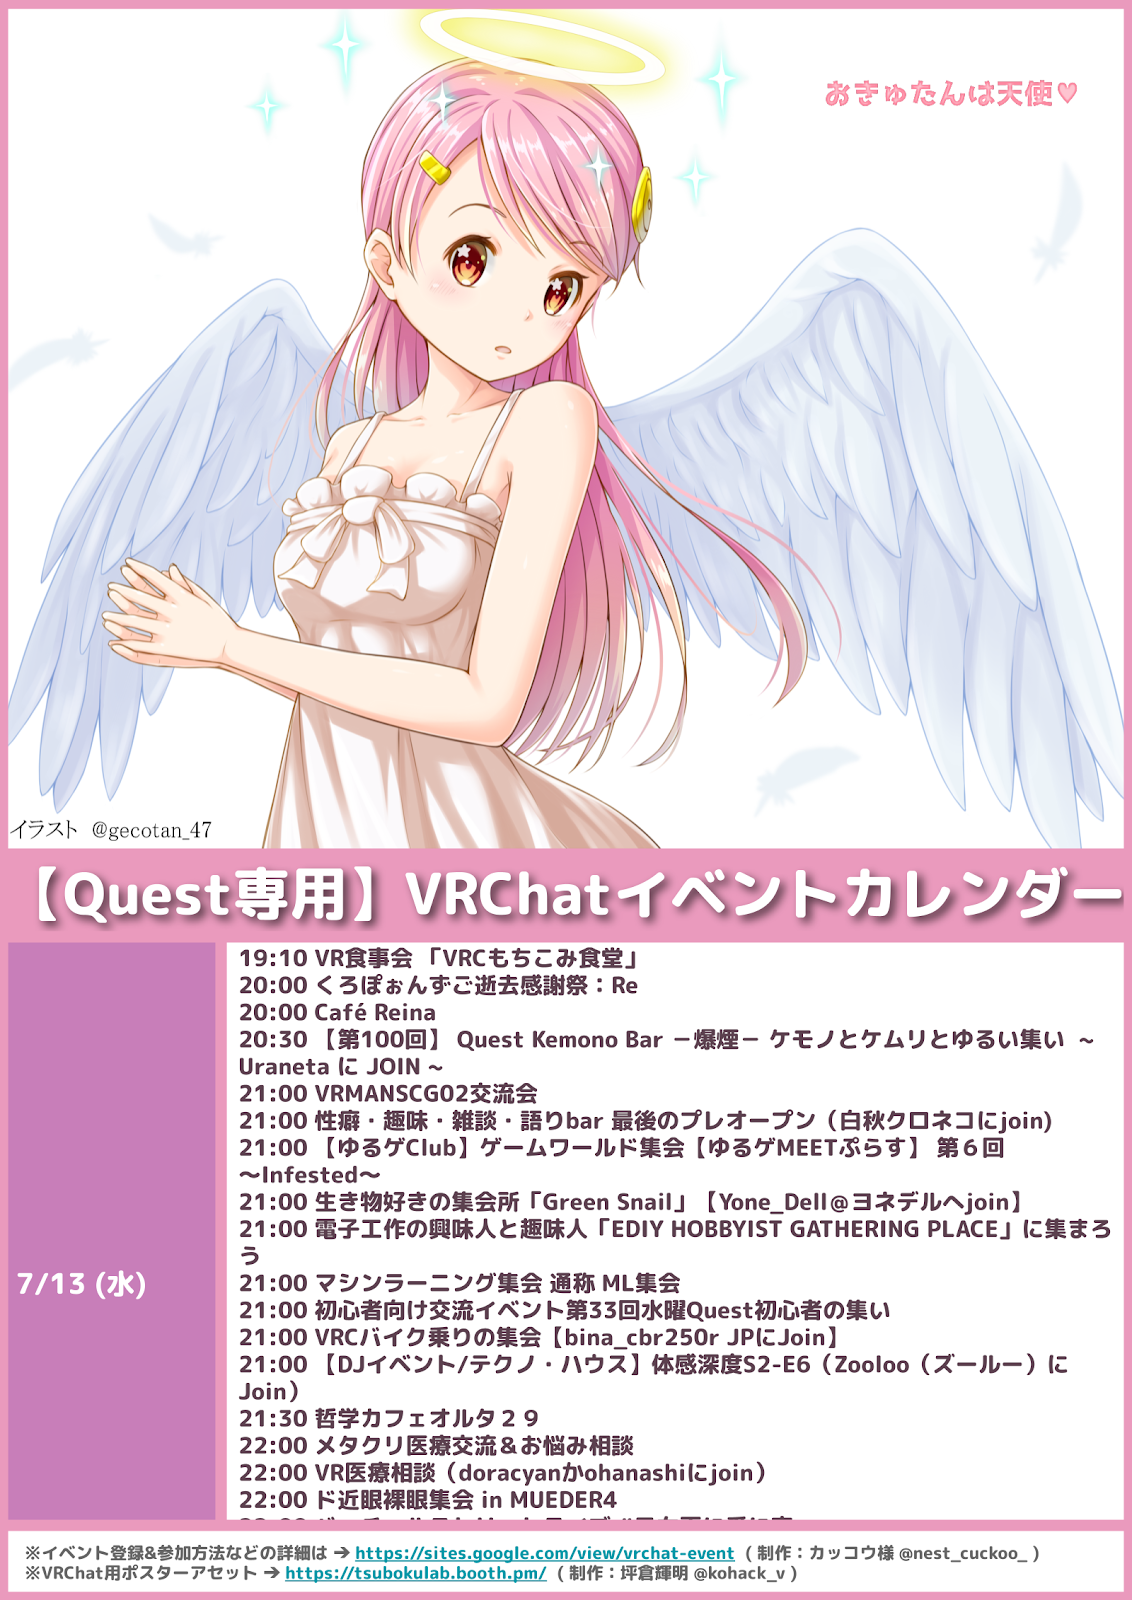 おきゅたんは天使♥
イラスト @gecotan_47
【Quest専用】VRChatイベントカレンダー
19:10 VR食事会 「VRCもちこみ食堂」
20:00 くろぽぉんずご逝去感謝祭：Re
20:00 Café Reina
20:30 【第100回】 Quest Kemono Bar －爆煙－ ケモノとケムリとゆるい集い ～
Uraneta に JOIN ~
21:00 VRMANSCG02交流会
21:00 性癖・趣味・雑談・語りbar 最後のプレオープン（白秋クロネコにjoin)
21:00 【ゆるゲClub】ゲームワールド集会【ゆるゲMEETぷらす】 第６回
～Infested～
21:00 生き物好きの集会所「Green Snail」【Yone_Dell＠ヨネデルへjoin】
21:00 電子工作の興味人と趣味人「EDIY HOBBYIST GATHERING PLACE」に集まろ
う
7/13 (水)
21:00 マシンラーニング集会 通称 ML集会
21:00 初心者向け交流イベント第33回水曜Quest初心者の集い
21:00 VRCバイク乗りの集会【bina_cbr250r JPにJoin】
21:00 【DJイベント/テクノ・ハウス】体感深度S2-E6（Zooloo（ズールー）に
Join）
21:30 哲学カフェオルタ２９
22:00 メタクリ医療交流＆お悩み相談
22:00 VR医療相談（doracyanかohanashiにjoin）
22:00 ド近眼裸眼集会 in MUEDER4
※イベント登録&参加方法などの詳細は ➔ https://sites.google.com/view/vrchat-event ( 制作：カッコウ様 @nest_cuckoo_ )
※VRChat用ポスターアセット ➔ https://tsubokulab.booth.pm/ ( 制作：坪倉輝明 @kohack_v )